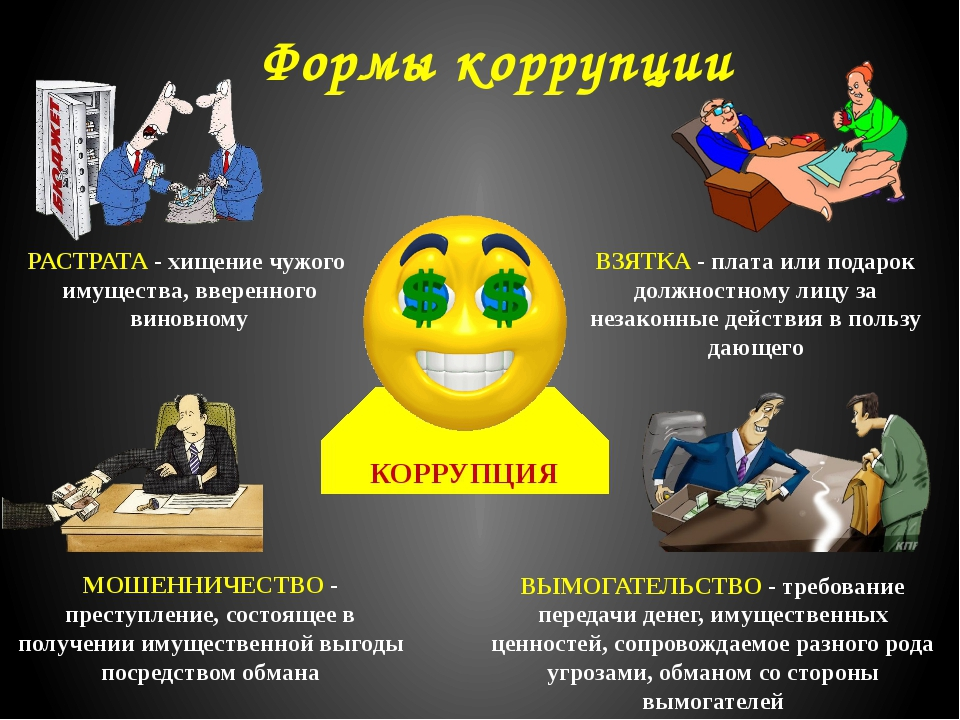 Формы коррупции
БЮДЖЕТ
РАСТРАТА - хищение чужого
имущества, вверенного
виновному
ВЗЯТКА - плата или подарок
должностному лицу за
незаконные действия в пользу
дающего
КОРРУПЦИЯ
КПР
МОШЕННИЧЕСТВО -
преступление, состоящее в
получении имущественной выгоды
посредством обмана
ВЫМОГАТЕЛЬСТВО - требование
передачи денег, имущественных
ценностей, сопровождаемое разного рода
угрозами, обманом со стороны
вымогателей